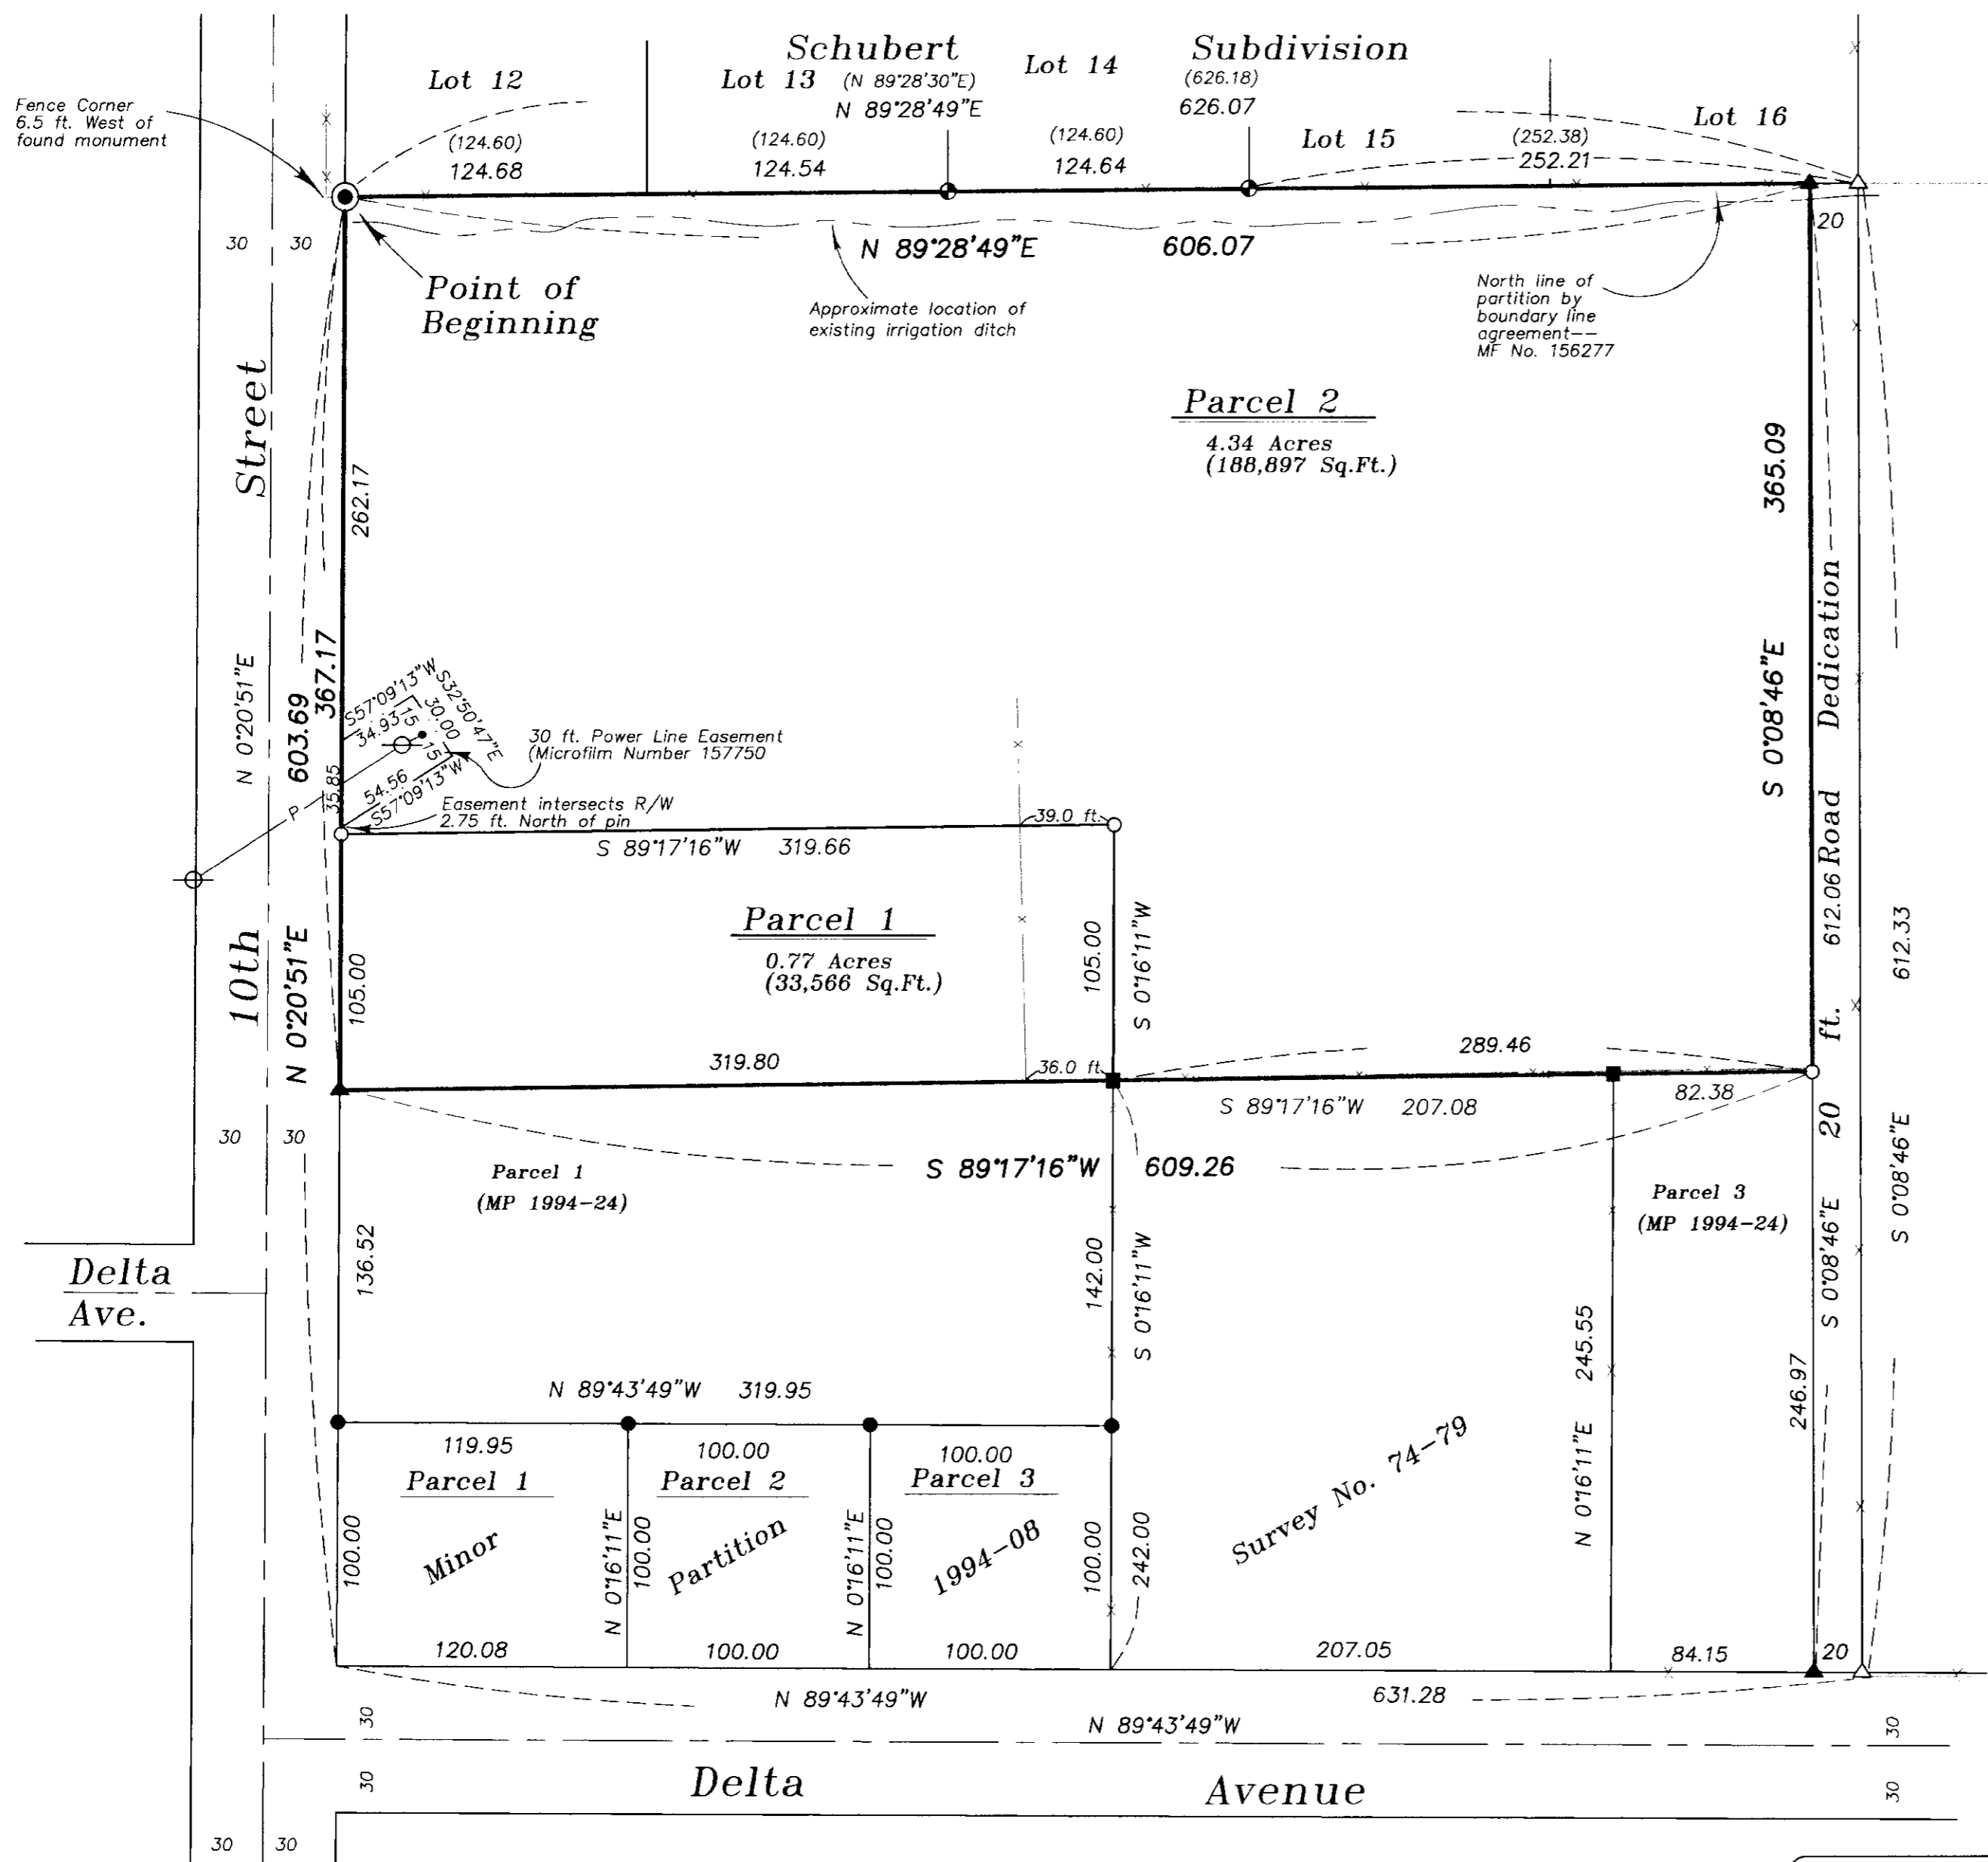 Schubert Subdivision
Lot 12
Lot 13
(N 89°28'30"E)
Lot 14
(626.18)
N 89°28'49"E
626.07
Lot 15
Lot 16
Fence Corner
6.5 ft. West of
found monument
(124.60)
124.68
(124.60)
124.54
(124.60)
124.64
(252.38)
252.21
30 30
N 89°28'49"E 606.07
20
Point of
Beginning
Approximate location of
existing irrigation ditch
North line of
partition by
boundary line
agreement--
MF No. 156277
Parcel 2
4.34 Acres
(188,897 Sq.Ft.)
10th Street
N 0°20'51"E
262.17
367.17
603.69
N 0°20'51"E
365.09
S 0°08'46"E
20 ft. Road Dedication
612.06
612.33
S 0°08'46"E
S57°09'13"W
34.93
S32°50'47"E
30.00
15
15
54.56
S57°09'13"W
35.85
P
30 ft. Power Line Easement
(Microfilm Number 157750
Easement intersects R/W
2.75 ft. North of pin
39.0 ft.
S 89°17'16"W 319.66
Parcel 1
0.77 Acres
(33,566 Sq.Ft.)
105.00
105.00
S 0°16'11"W
319.80
36.0 ft
289.46
82.38
S 89°17'16"W 207.08
30 30
S 89°17'16"W 609.26
Parcel 1
(MP 1994-24)
Parcel 3
(MP 1994-24)
136.52
142.00
S 0°16'11"W
245.55
N 0°16'11"E
S 0°08'46"E
246.97
Delta
Ave.
N 89°43'49"W 319.95
119.95
100.00
100.00
Parcel 1
Parcel 2
Parcel 3
Minor
Partition
1994-08
Survey No. 74-79
100.00
N 0°16'11"E
100.00
N 0°16'11"E
100.00
100.00
242.00
120.08
100.00
100.00
207.05
84.15
20
N 89°43'49"W
631.28
30
N 89°43'49"W
30
30
Delta Avenue
30
30 30